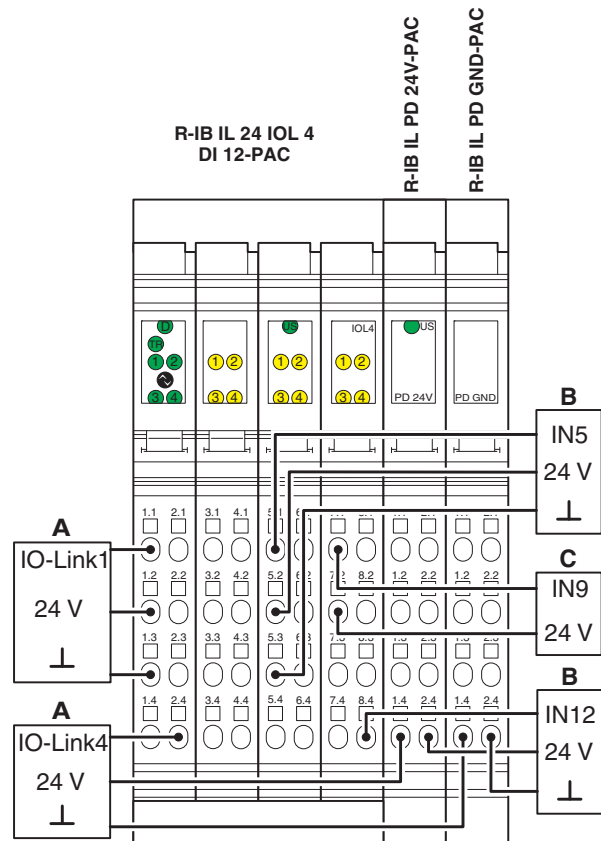 R-IB IL 24 IOL 4
DI 12-PAC
R-IB IL PD 24V-PAC
R-IB IL PD GND-PAC
D
TR
1 2
3 4
1 2
3 4
US
1 2
3 4
IOL4
1 2
3 4
US
PD 24V
PD GND
B
IN5
24 V
A
IO-Link1
24 V
C
IN9
24 V
A
IO-Link4
24 V
B
IN12
24 V
1.1 2.1 3.1 4.1 5.1
1.2 2.2 3.2 4.2 5.2 6.2 7.2 8.2 1.2 2.2 1.2 2.2
1.3 2.3 3.3 4.3 5.3 6.3
1.4 2.4 3.4 4.4 5.4 6.4 7.4 8.4 1.4 2.4 1.4 2.4